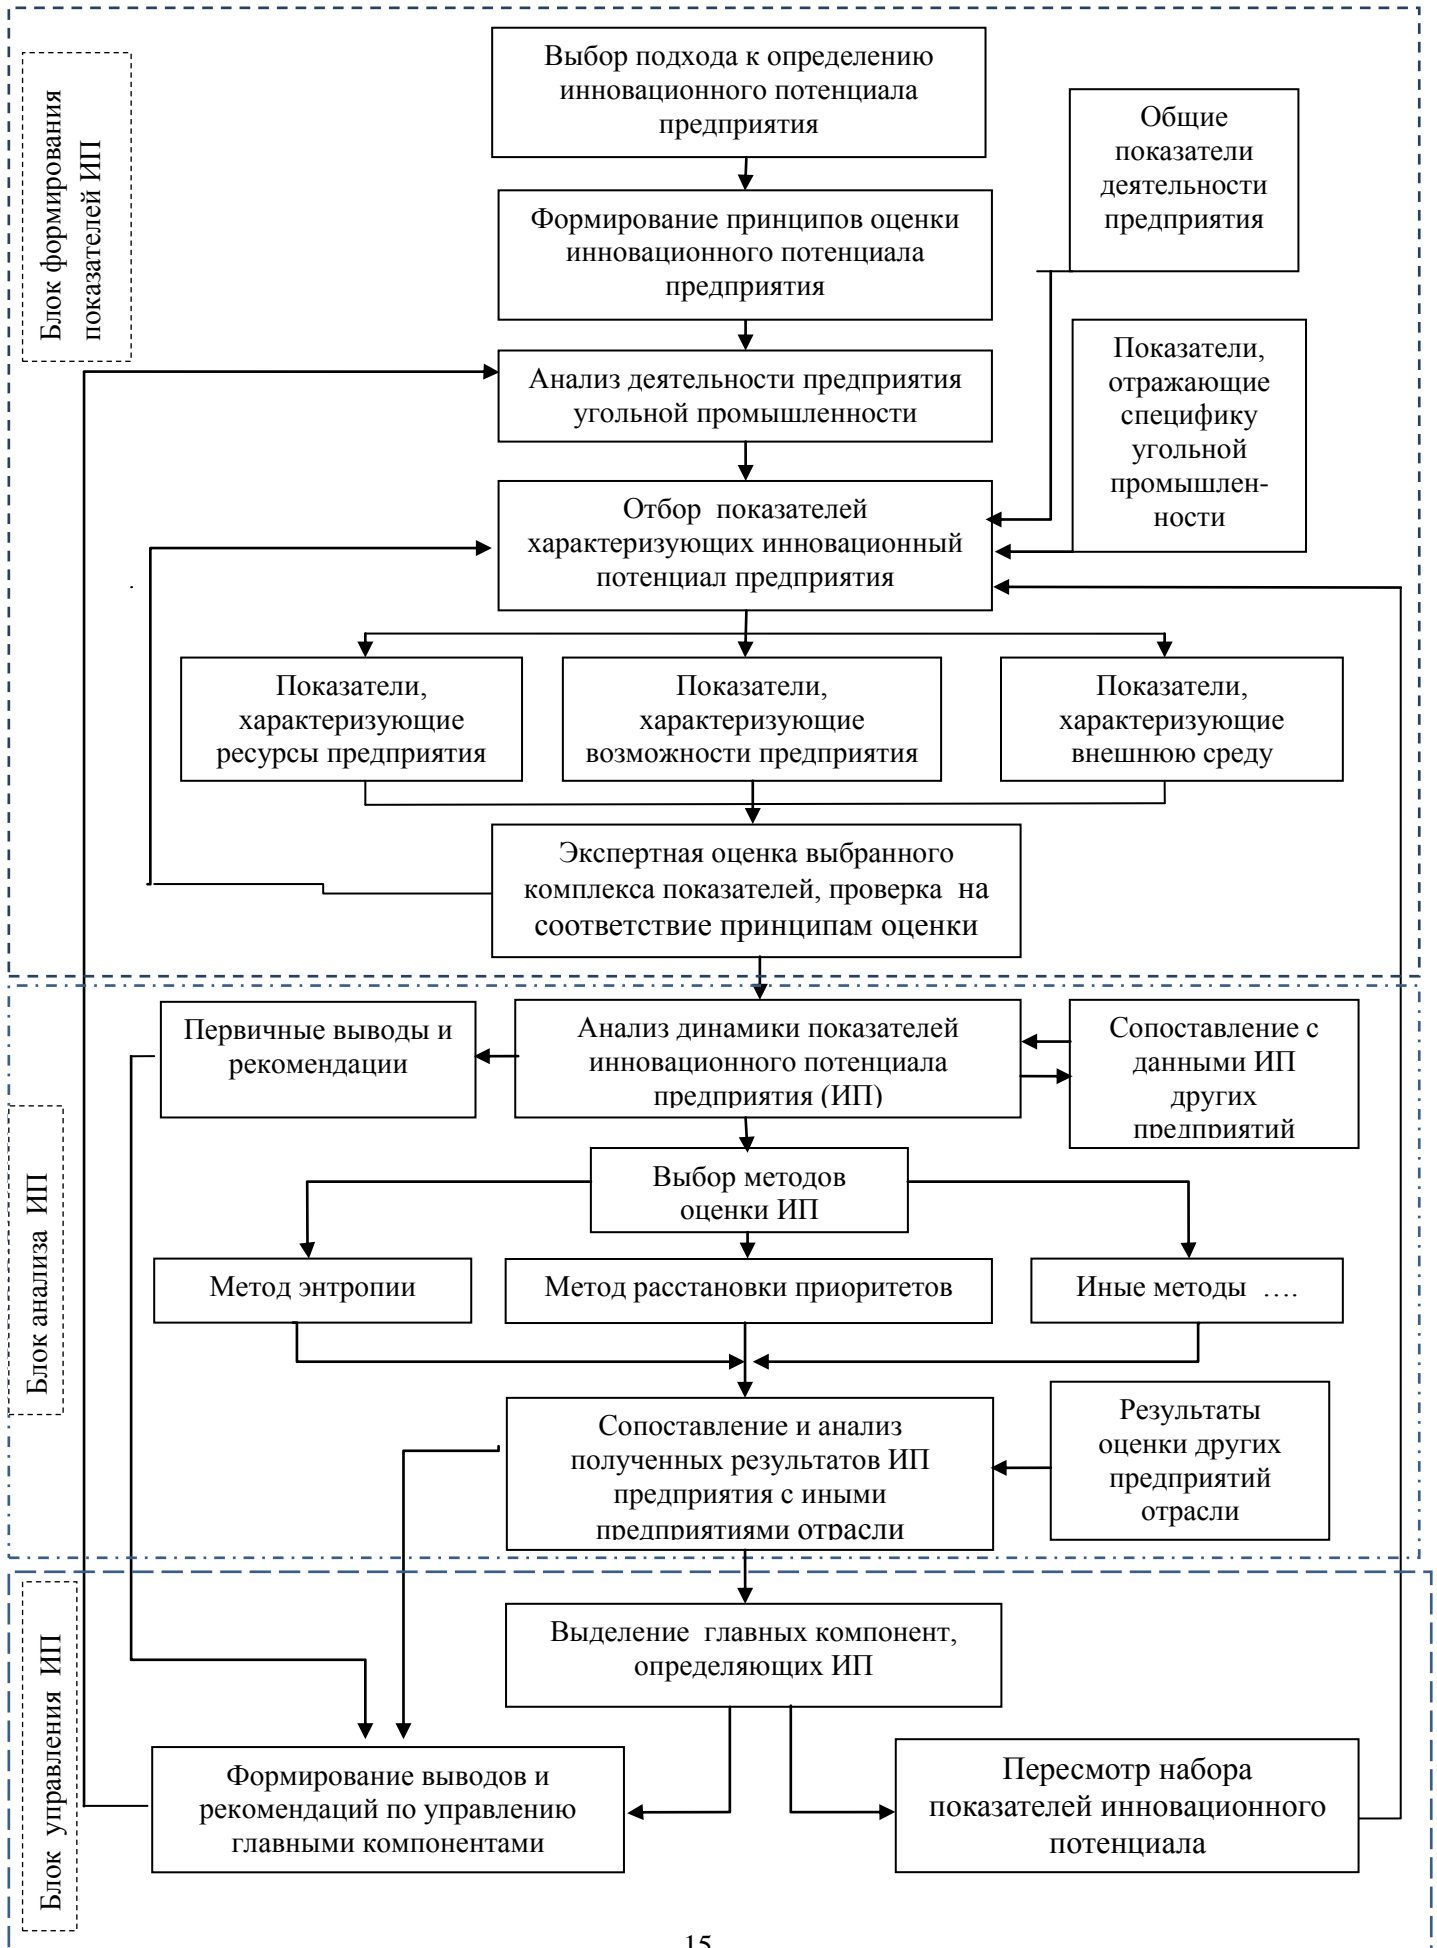 Выбор подхода к определению
инновационного потенциала
предприятия
Блок формирования
показателей ИП
Общие
показатели
деятельности
предприятия
Формирование принципов оценки
инновационного потенциала
предприятия
Показатели,
отражающие
специфику
угольной
промышлен-
ности
Анализ деятельности предприятия
угольной промышленности
Отбор показателей
характеризующих инновационный
потенциал предприятия
Показатели,
характеризующие
ресурсы предприятия
Показатели,
характеризующие
возможности предприятия
Показатели,
характеризующие
внешнюю среду
Экспертная оценка выбранного
комплекса показателей, проверка на
соответствие принципам оценки
Первичные выводы и
рекомендации
Анализ динамики показателей
инновационного потенциала
предприятия (ИП)
Сопоставление с
данными ИП
других
предприятий
Блок анализа ИП
Выбор методов
оценки ИП
Метод энтропии
Метод расстановки приоритетов
Иные методы ….
Сопоставление и анализ
полученных результатов ИП
предприятия с иными
предприятиями отрасли
Результаты
оценки других
предприятий
отрасли
Блок управления ИП
Выделение главных компонент,
определяющих ИП
Формирование выводов и
рекомендаций по управлению
главными компонентами
Пересмотр набора
показателей инновационного
потенциала
15